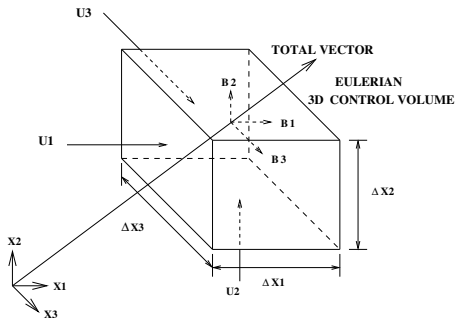 U3
TOTAL VECTOR
B 2
EULERIAN
3D CONTROL VOLUME
B 1
U1
B 3
Δ X2
Δ X3
X2
U2
Δ X1
X1
X3